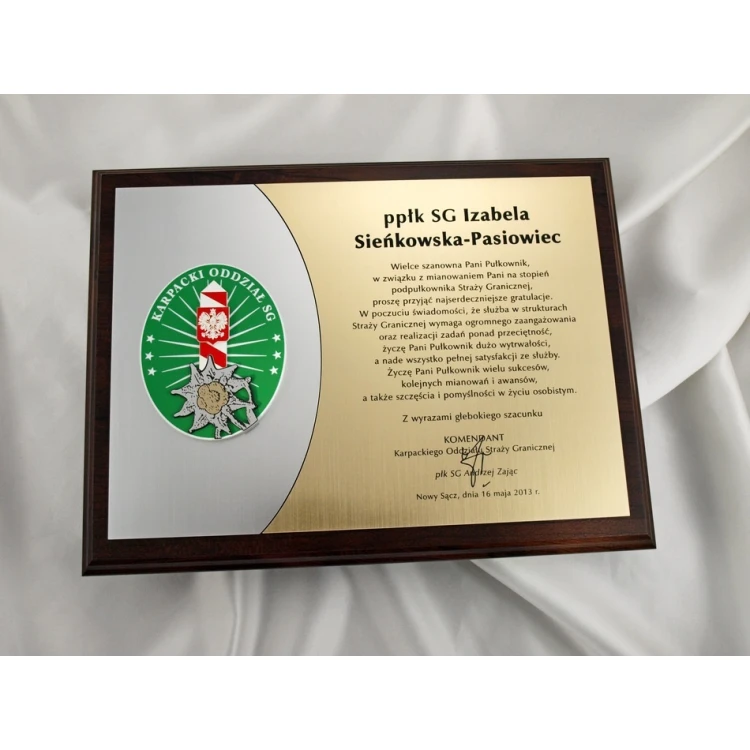 KARPACKI ODDZIAŁ SG
ppłk SG Izabela
Sieńkowska-Pasiowiec
Wielce szanowna Pani Pułkownik,
w związku z mianowaniem Pani na stopień
podpułkownika Straży Granicznej,
proszę przyjąć najserdeczniejsze gratulacje.
W poczuciu świadomości, że służba w strukturach
Straży Granicznej wymaga ogromnego zaangażowania
oraz realizacji zadań ponad przeciętność,
życzę Pani Pułkownik dużo wytrwałości,
a nade wszystko pełnej satysfakcji ze służby.
Życzę Pani Pułkownik wielu sukcesów,
kolejnych mianowań i awansów,
a także szczęścia i pomyślności w życiu osobistym.
Z wyrazami głebokiego szacunku
KOMENDANT
Karpackiego Oddziału Straży Granicznej
płk SG Andrzej Zając
Nowy Sącz, dnia 16 maja 2013 r.